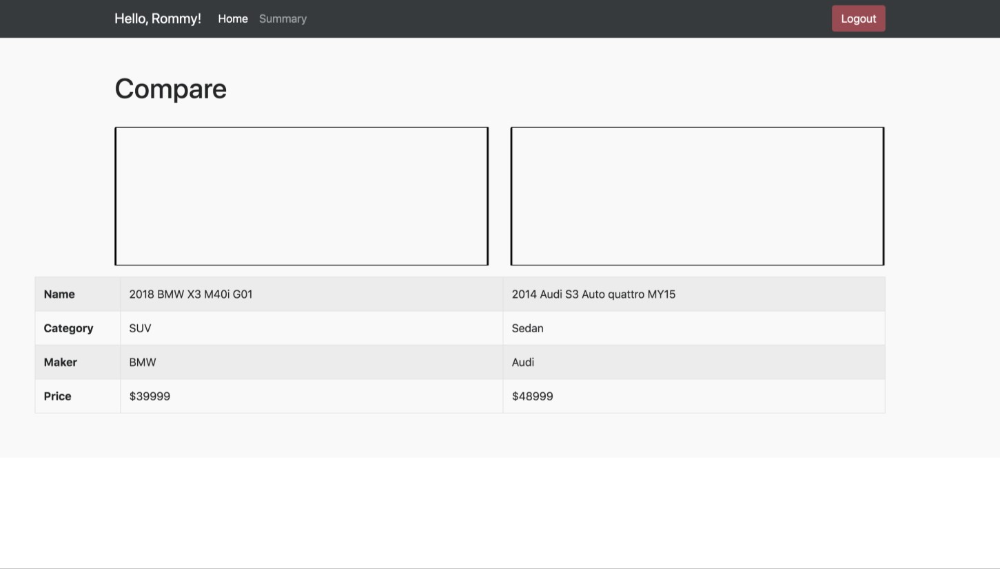 Hello, Rommy! Home Summary Logout
Compare
Name 2018 BMW X3 M40i G01 2014 Audi S3 Auto quattro MY15
Category SUV Sedan
Maker BMW Audi
Price $39999 $48999